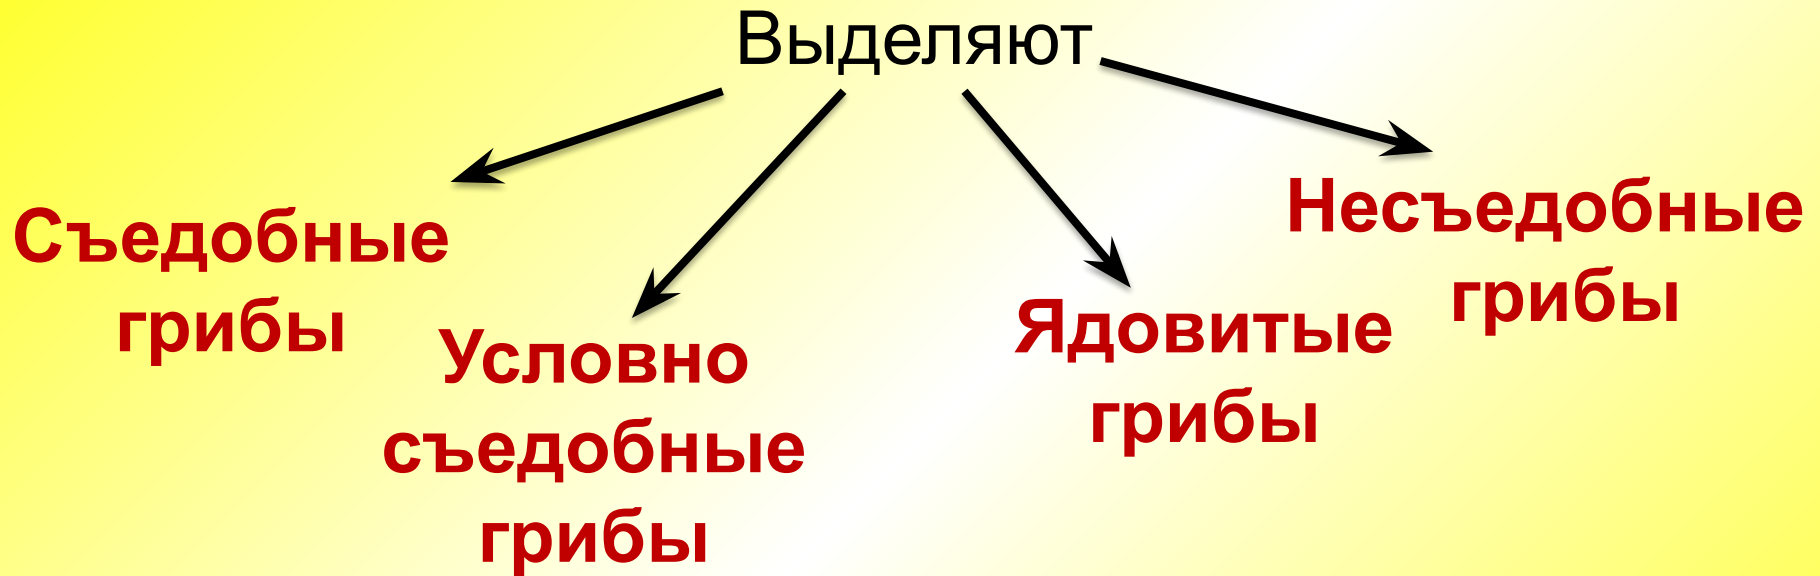 Выделяют
Съедобные
грибы
Условно
съедобные
грибы
Ядовитые
грибы
Несъедобные
грибы